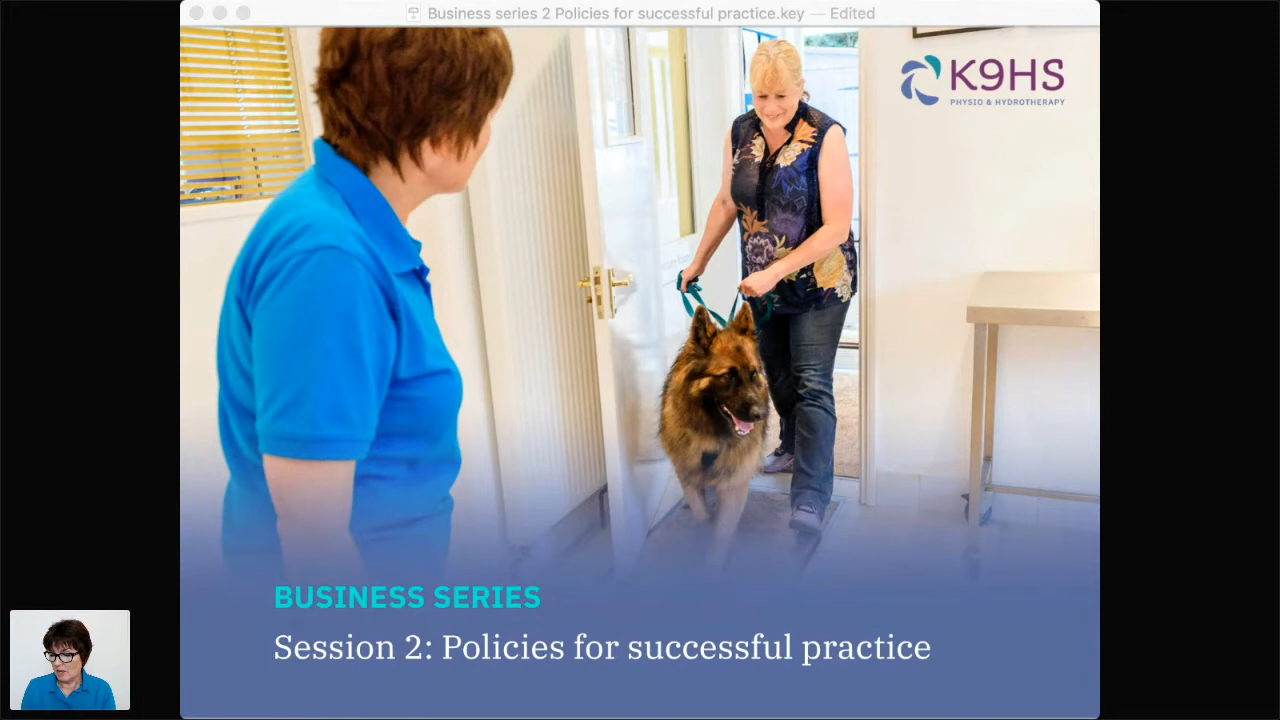 Business series 2 Policies for successful practice.key — Edited
K9HS
PHYSIO & HYDROTHERAPY
BUSINESS SERIES
Session 2: Policies for successful practice